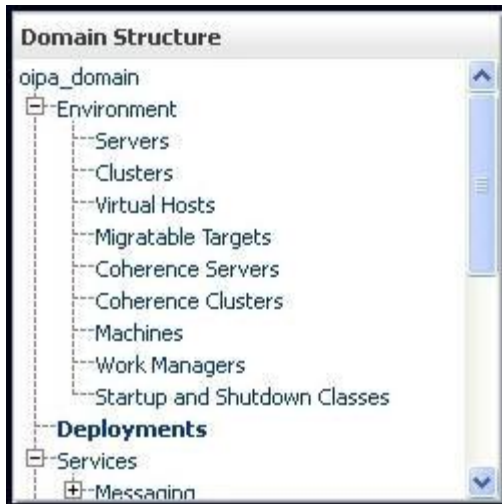 Domain Structure
oipa_domain
Environment
Servers
Clusters
Virtual Hosts
Migratable Targets
Coherence Servers
Coherence Clusters
Machines
Work Managers
Startup and Shutdown Classes
Deployments
Services
Messaging